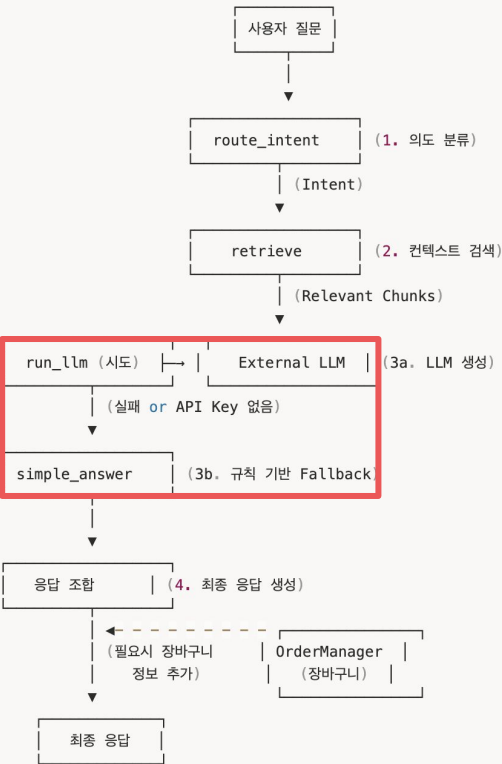 사용자 질문
route_intent (1. 의도 분류)
(Intent)
retrieve (2. 컨텍스트 검색)
(Relevant Chunks)
run_llm (시도) External LLM (3a. LLM 생성)
(실패 or API Key 없음)
simple_answer (3b. 규칙 기반 Fallback)
응답 조합 (4. 최종 응답 생성)
(필요시 장바구니 OrderManager
정보 추가) (장바구니)
최종 응답